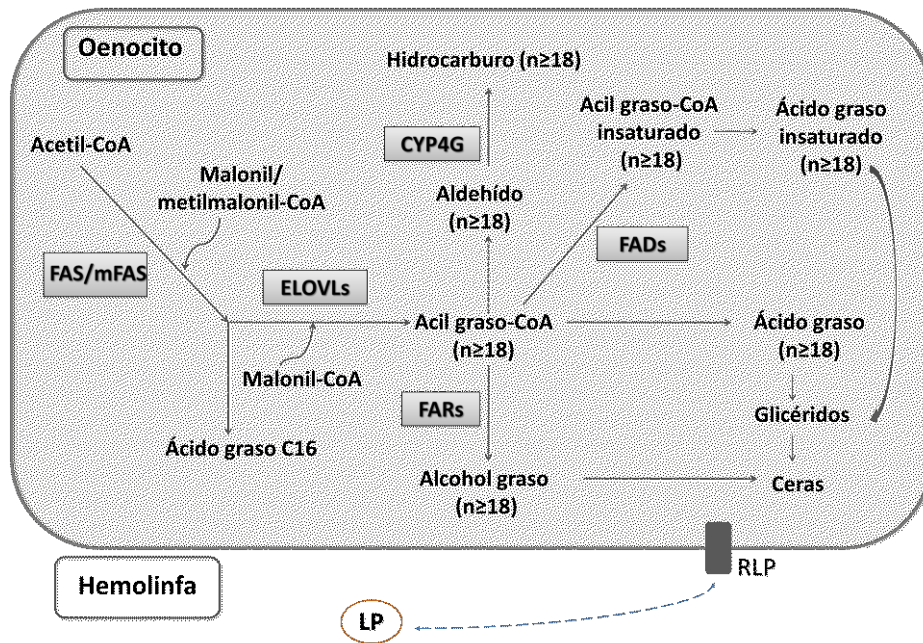 Oenocito
Hidrocarburo (n≥18)
Acil graso-CoA
insaturado
(n≥18)
Ácido graso
insaturado
(n≥18)
Acetil-CoA
CYP4G
Malonil/
metilmalonil-CoA
Aldehído
(n≥18)
FADs
FAS/mFAS
ELOVLs
Acil graso-CoA
(n≥18)
Ácido graso
(n≥18)
Malonil-CoA
FARs
Glicéridos
Ácido graso C16
Alcohol graso
(n≥18)
Ceras
RLP
Hemolinfa
LP